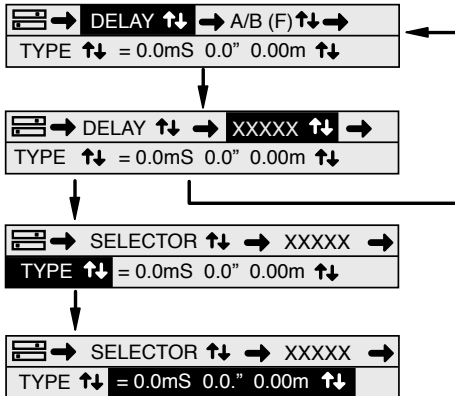 DELAY ↑↓ → A/B (F)↑↓→
TYPE ↑↓ = 0.0mS 0.0” 0.00m ↑↓
DELAY ↑↓ → XXXXX ↑↓ →
TYPE ↑↓ = 0.0mS 0.0” 0.00m ↑↓
SELECTOR ↑↓ → XXXXX →
TYPE ↑↓ = 0.0mS 0.0” 0.00m ↑↓
SELECTOR ↑↓ → XXXXX →
TYPE ↑↓ = 0.0mS 0.0.” 0.00m ↑↓